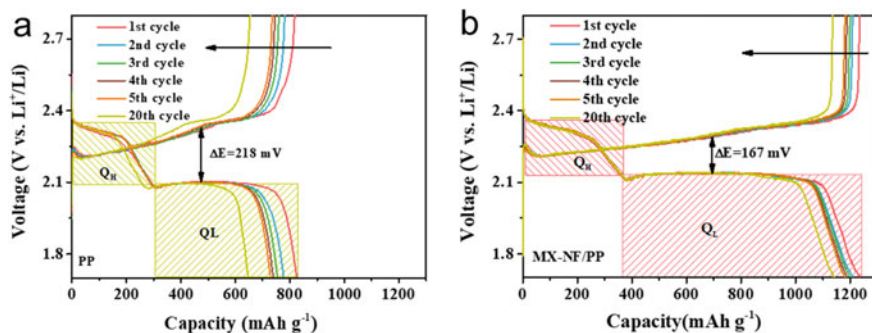 a
Voltage (V vs. Li⁺/Li)
2.7
2.4
2.1
1.8
1st cycle
2nd cycle
3rd cycle
4th cycle
5th cycle
20th cycle
ΔE=218 mV
Q_H
QL
PP
0 200 400 600 800 1000 1200
Capacity (mAh g⁻¹)
b
Voltage (V vs. Li⁺/Li)
2.7
2.4
2.1
1.8
1st cycle
2nd cycle
3rd cycle
4th cycle
5th cycle
20th cycle
ΔE=167 mV
Q_H
Q_L
MX-NF/PP
0 200 400 600 800 1000 1200
Capacity(mAh g⁻¹)